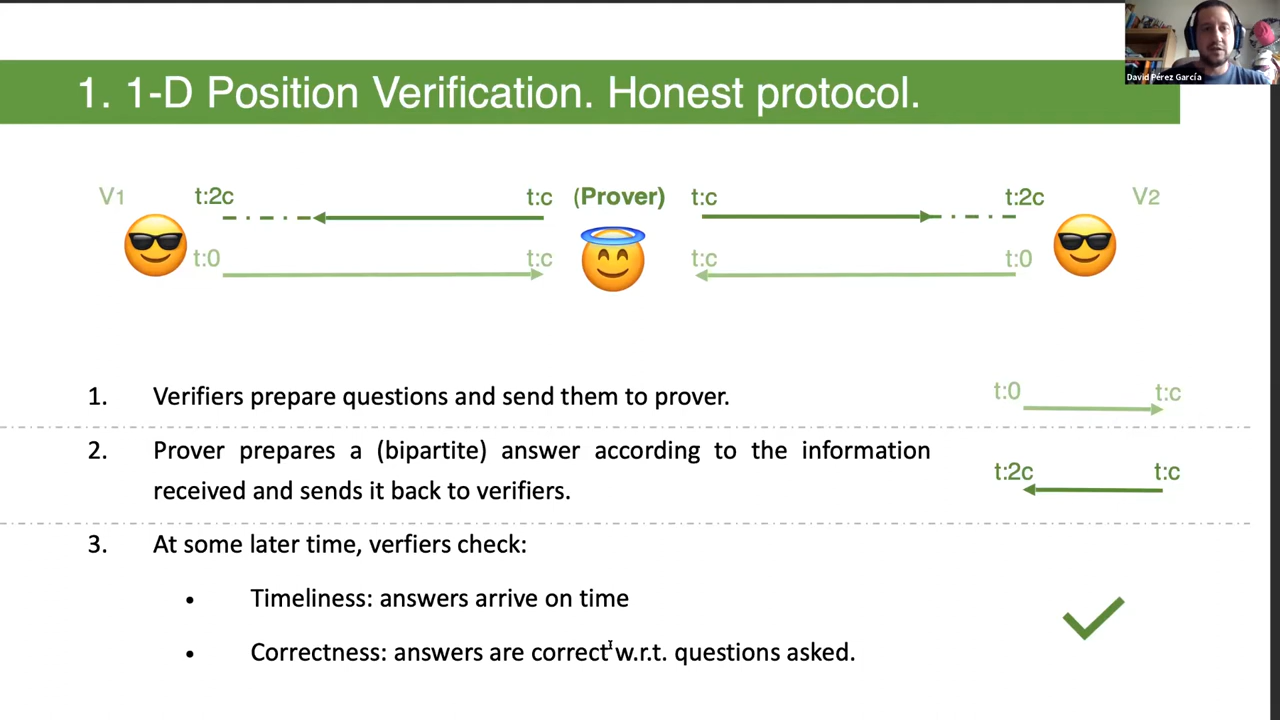 David Pérez García
1. 1-D Position Verification. Honest protocol.
V1 t:2c t:c (Prover) t:c t:2c V2
t:0 t:c t:c t:0
1. Verifiers prepare questions and send them to prover.
t:0 t:c
2. Prover prepares a (bipartite) answer according to the information
received and sends it back to verifiers.
t:2c t:c
3. At some later time, verfiers check:
• Timeliness: answers arrive on time
• Correctness: answers are correct w.r.t. questions asked.